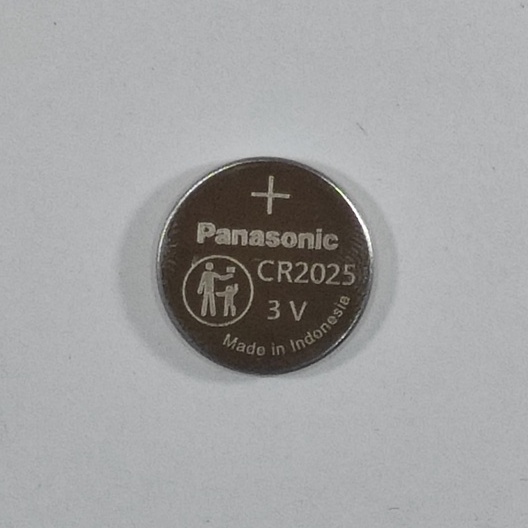 +
Panasonic
CR2025
3 V
Made in Indonesia